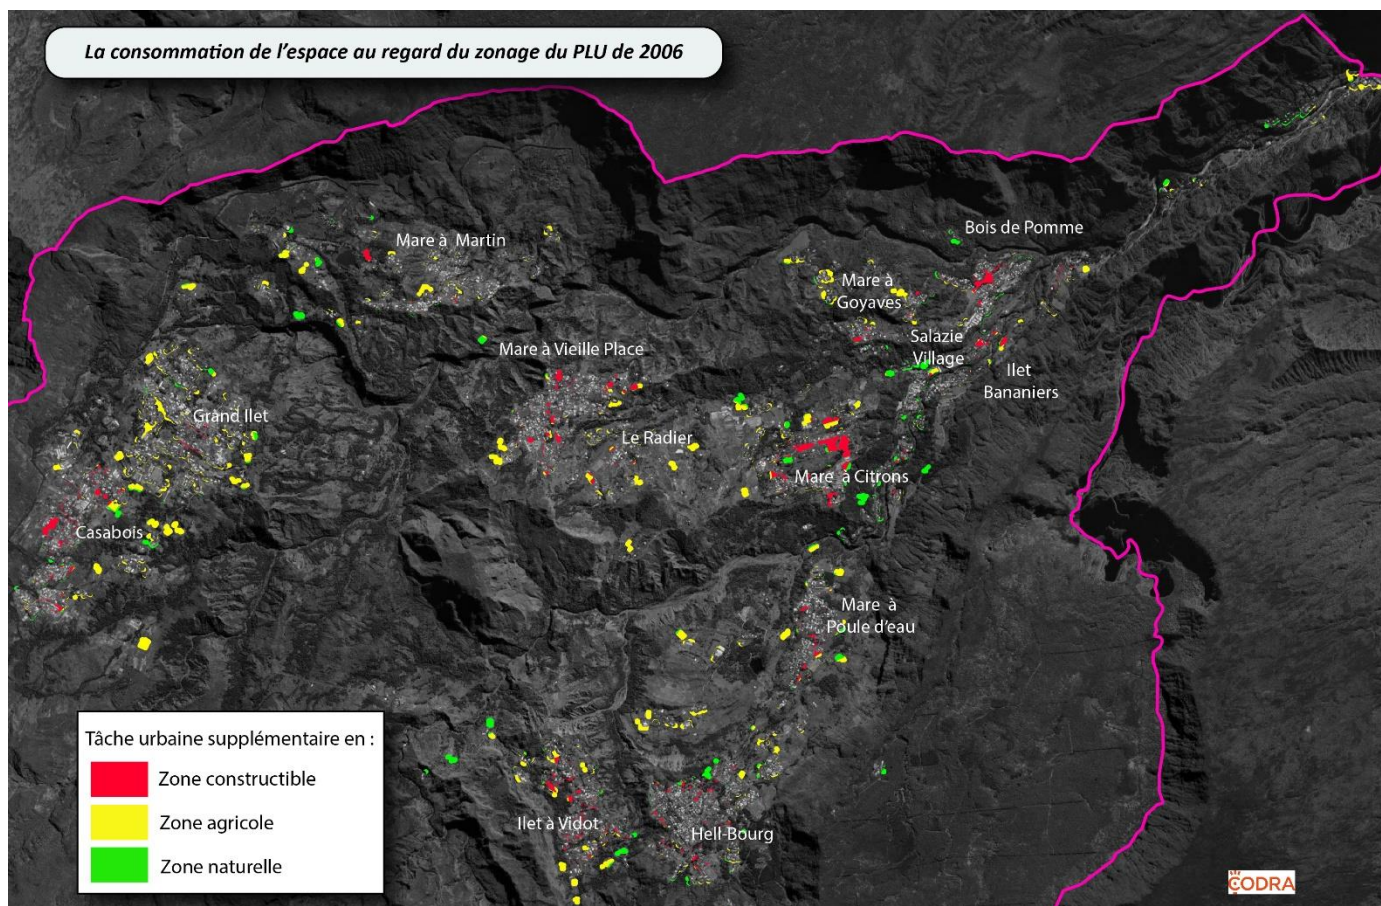 La consommation de l'espace au regard du zonage du PLU de 2006
Bois de Pomme
Mare à Martin
Mare à
Goyaves
Salazie
Village
Mare à Vieille Place
Ilet
Bananiers
Grand Ilet
Le Radier
Mare à Citrons
Casabois
Mare à
Poule d'eau
Tâche urbaine supplémentaire en :
Zone constructible
Zone agricole
Zone naturelle
Ilet à Vidot
Hell-Bourg
CODRA